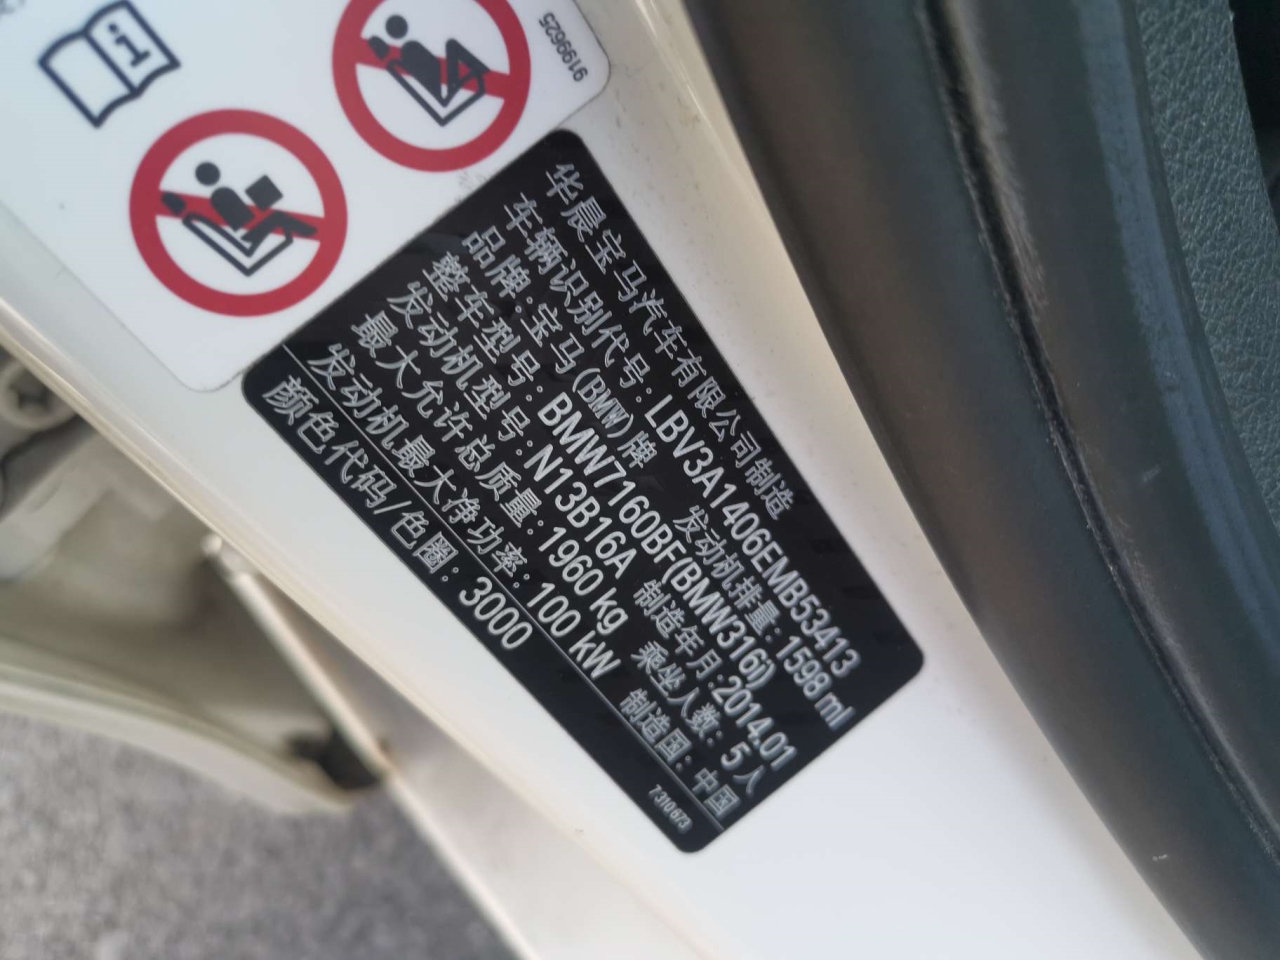 9199625
华晨宝马汽车有限公司制造
车辆识别代号: LBV3A1406EMB53413
品牌:宝马(BMW)牌 发动机排量: 1598 ml
整车型号: BMW7160BF(BMW316i)
发动机型号: N13B16A 制造年月:2014.01
最大允许总质量: 1960 kg 乘坐人数: 5人
发动机最大净功率: 100 kW 制造国: 中国
颜色代码/色圈: 3000
7310673